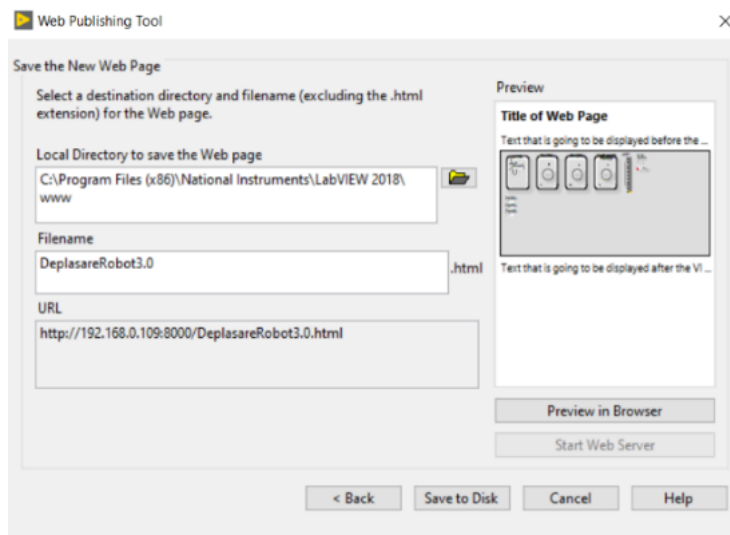 Web Publishing Tool
Save the New Web Page
Select a destination directory and filename (excluding the .html
extension) for the Web page.
Local Directory to save the Web page
C:\Program Files (x86)\National Instruments\LabVIEW 2018\
www
Filename
DeplasareRobot3.0
.html
URL
http://192.168.0.109:8000/DeplasareRobot3.0.html
Preview
Title of Web Page
Text that is going to be displayed before the ...
Text that is going to be displayed after the VI ...
Preview in Browser
Start Web Server
< Back
Save to Disk
Cancel
Help